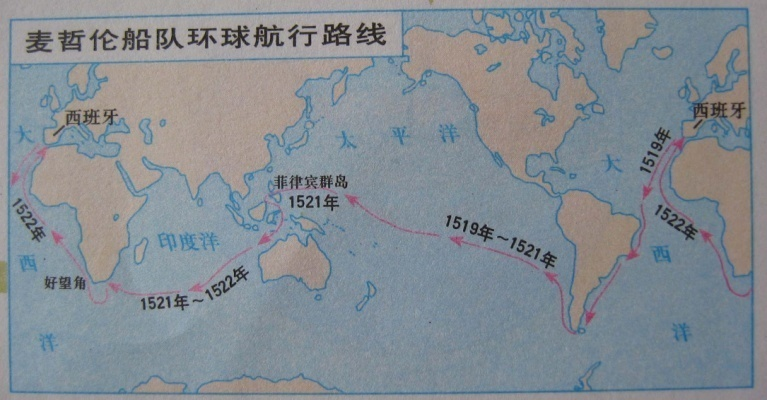 麦哲伦船队环球航行路线
西班牙
西班牙
大
太 平 洋
大
1519年
菲律宾群岛
1521年
1522年
1522年
1519年～1521年
印度洋
西
西
好望角
1521年～1522年
洋
洋